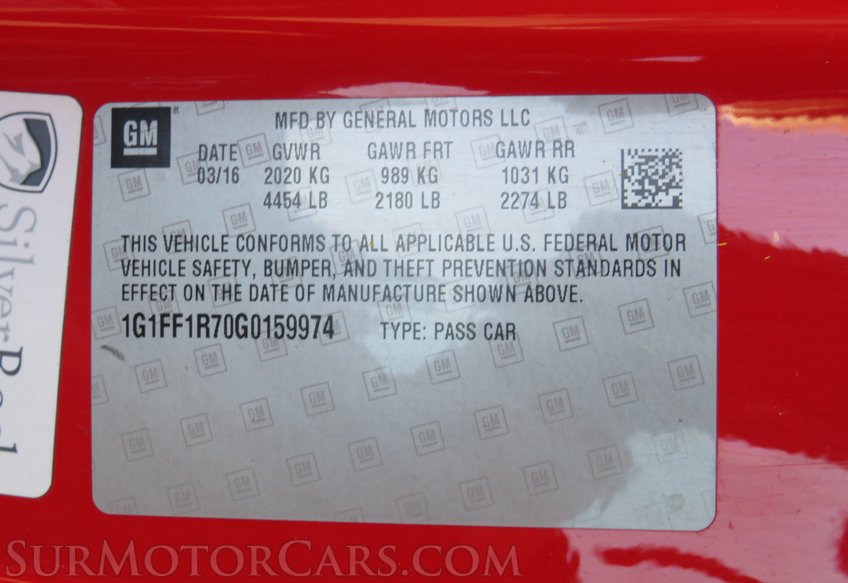 GM
MFD BY GENERAL MOTORS LLC
DATE GVWR GAWR FRT GAWR RR
03/16 2020 KG 989 KG 1031 KG
4454 LB 2180 LB 2274 LB
THIS VEHICLE CONFORMS TO ALL APPLICABLE U.S. FEDERAL MOTOR
VEHICLE SAFETY, BUMPER, AND THEFT PREVENTION STANDARDS IN
EFFECT ON THE DATE OF MANUFACTURE SHOWN ABOVE.
1G1FF1R70G0159974 TYPE: PASS CAR
Silver
SurMotorCars.com